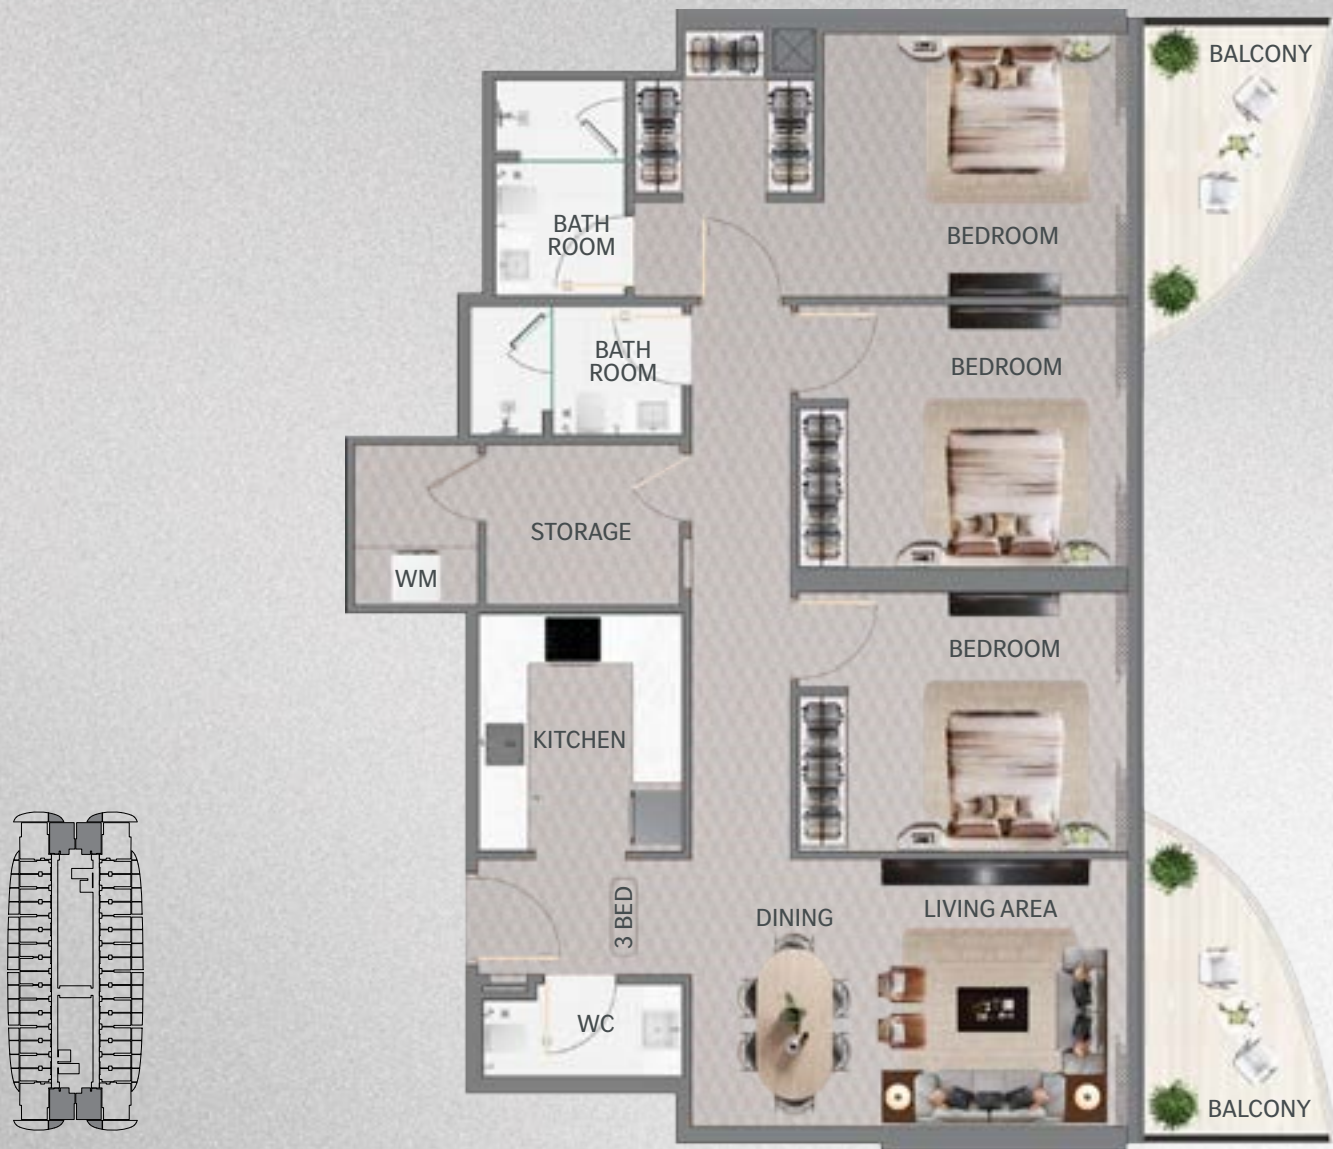 BALCONY
BATH
ROOM
BEDROOM
BATH
ROOM
BEDROOM
STORAGE
WM
BEDROOM
KITCHEN
3 BED
DINING
LIVING AREA
WC
BALCONY